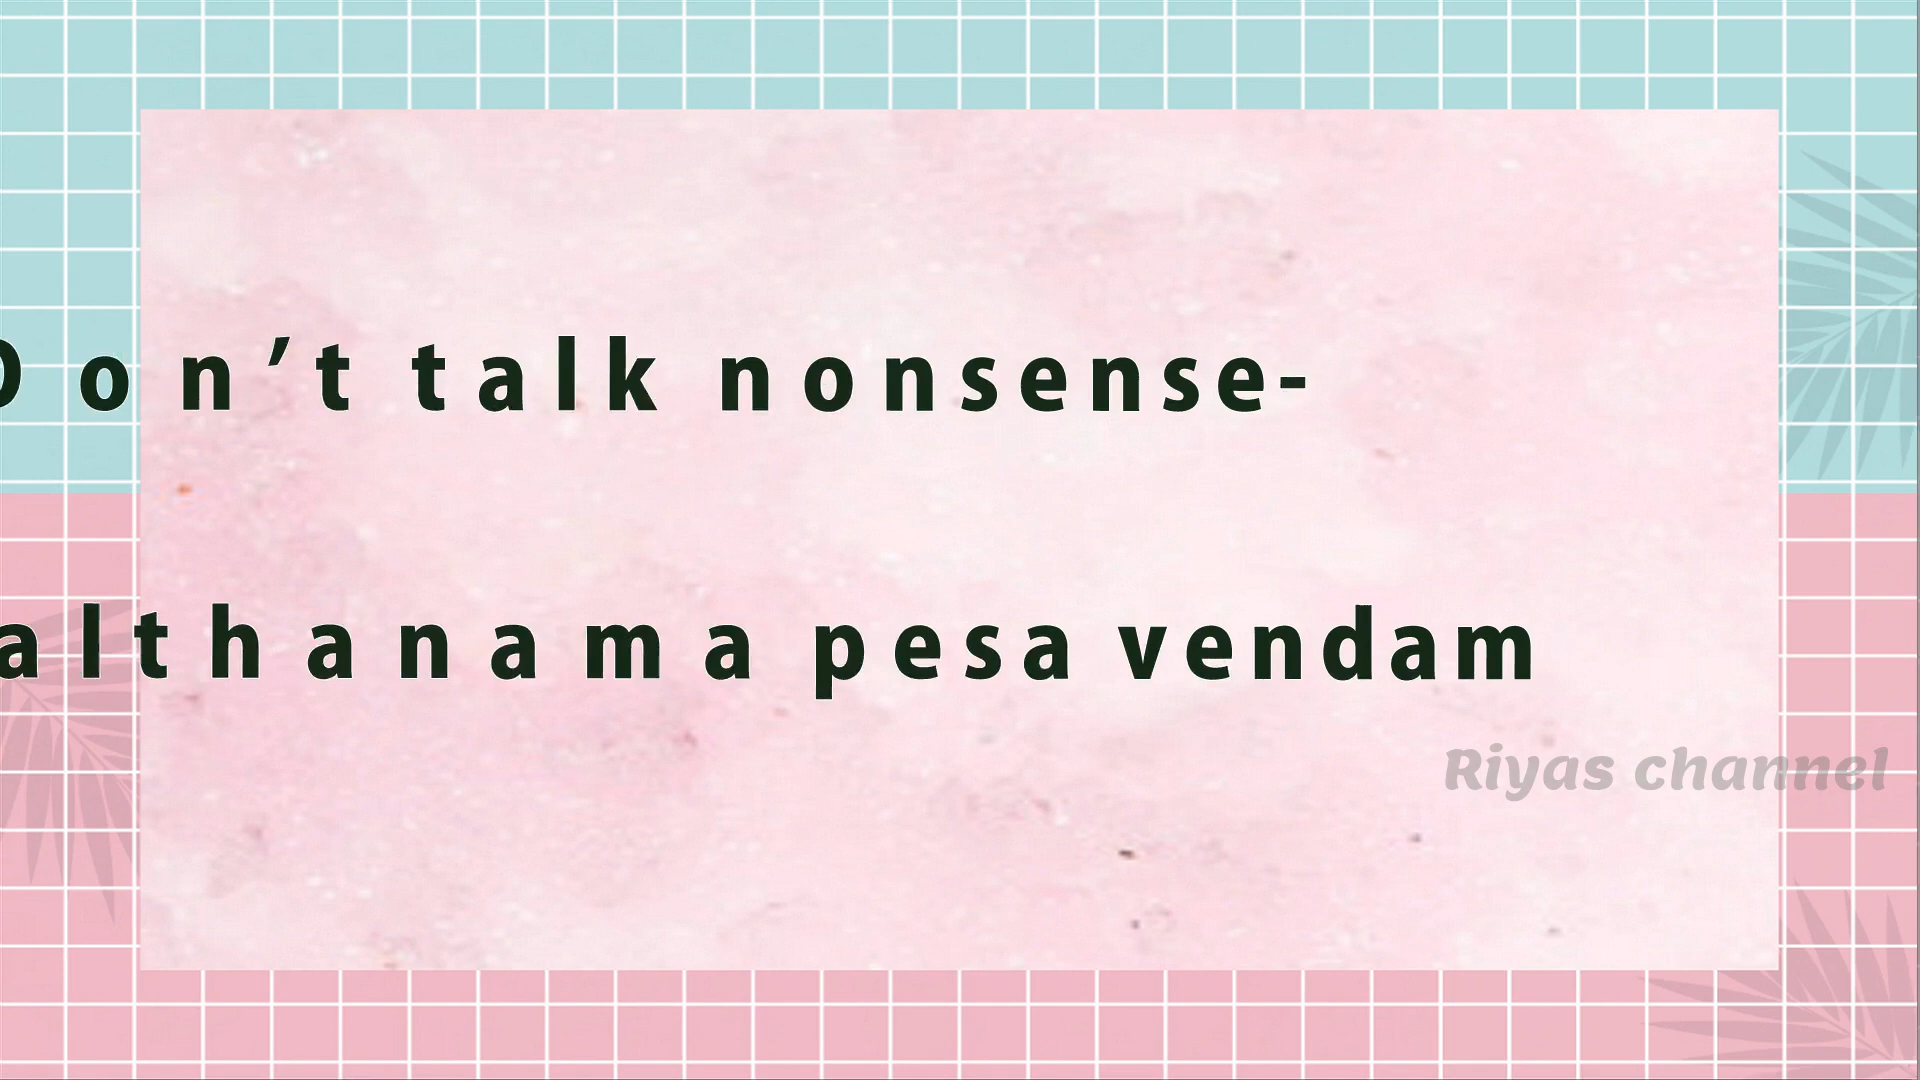 Don’t talk nonsense-
althanama pesa vendam
Riyas channel